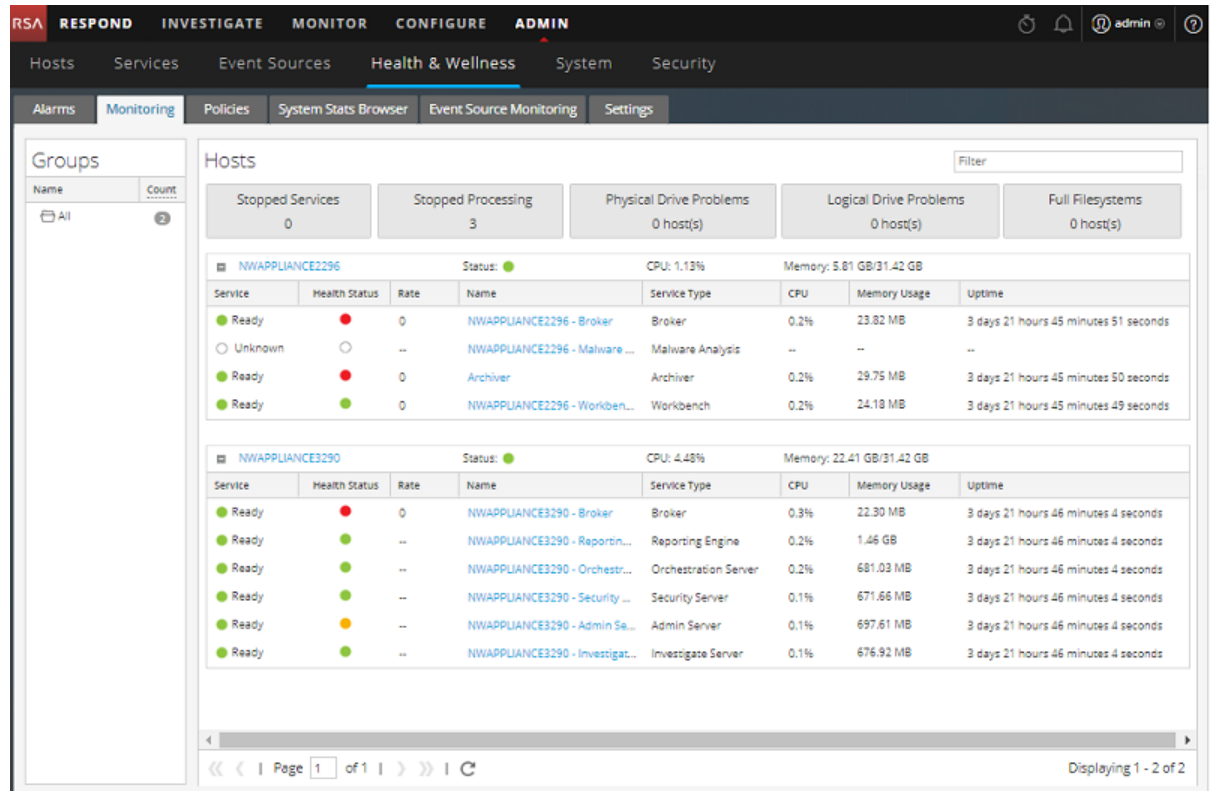 RSA RESPOND INVESTIGATE MONITOR CONFIGURE ADMIN admin ?
Hosts Services Event Sources Health & Wellness System Security
Alarms Monitoring Policies System Stats Browser Event Source Monitoring Settings
Groups
Name Count
All 2
Hosts Filter
Stopped Services Stopped Processing Physical Drive Problems Logical Drive Problems Full Filesystems
0 3 0 host(s) 0 host(s) 0 host(s)
NWAPPLIANCE2296 Status: CPU: 1.13% Memory: 5.81 GB/31.42 GB
Service Health Status Rate Name Service Type CPU Memory Usage Uptime
Ready 0 NWAPPLIANCE2296 - Broker Broker 0.2% 23.82 MB 3 days 21 hours 45 minutes 51 seconds
Unknown -- NWAPPLIANCE2296 - Malware ... Malware Analysis -- -- --
Ready 0 Archiver Archiver 0.2% 29.75 MB 3 days 21 hours 45 minutes 50 seconds
Ready 0 NWAPPLIANCE2296 - Workben... Workbench 0.2% 24.18 MB 3 days 21 hours 45 minutes 49 seconds
NWAPPLIANCE3290 Status: CPU: 4.48% Memory: 22.41 GB/31.42 GB
Service Health Status Rate Name Service Type CPU Memory Usage Uptime
Ready 0 NWAPPLIANCE3290 - Broker Broker 0.3% 22.30 MB 3 days 21 hours 46 minutes 4 seconds
Ready -- NWAPPLIANCE3290 - Reportin... Reporting Engine 0.2% 1.46 GB 3 days 21 hours 46 minutes 4 seconds
Ready -- NWAPPLIANCE3290 - Orchestr... Orchestration Server 0.2% 681.03 MB 3 days 21 hours 46 minutes 4 seconds
Ready -- NWAPPLIANCE3290 - Security ... Security Server 0.1% 671.66 MB 3 days 21 hours 46 minutes 4 seconds
Ready -- NWAPPLIANCE3290 - Admin Se... Admin Server 0.1% 697.61 MB 3 days 21 hours 46 minutes 4 seconds
Ready -- NWAPPLIANCE3290 - Investigat... Investigate Server 0.1% 676.92 MB 3 days 21 hours 46 minutes 4 seconds
Page 1 of 1 Displaying 1 - 2 of 2